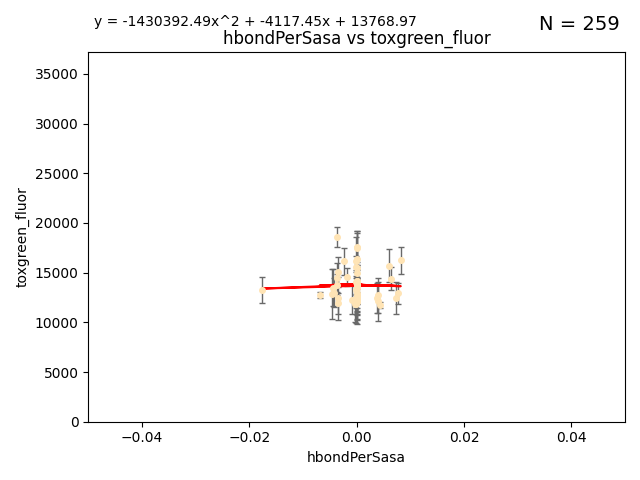 y = -1430392.49x^2 + -4117.45x + 13768.97
N = 259
hbondPerSasa vs toxgreen_fluor
35000
30000
25000
20000
15000
10000
5000
0
toxgreen_fluor
−0.04
−0.02
0.00
0.02
0.04
hbondPerSasa